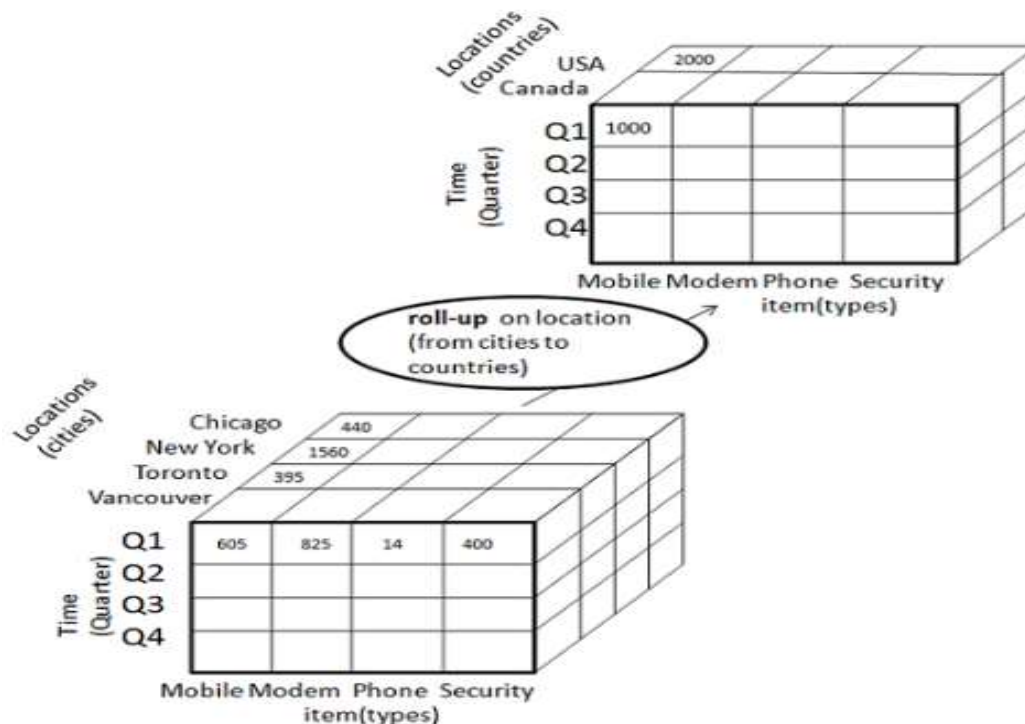 Locations
(countries)
USA
Canada
2000
Time
(Quarter)
Q1
Q2
Q3
Q4
1000
Mobile Modem Phone Security
item(types)
roll-up on location
(from cities to
countries)
Locations
(cities)
Chicago
New York
Toronto
Vancouver
440
1560
395
Time
(Quarter)
Q1
Q2
Q3
Q4
605 825 14 400
Mobile Modem Phone Security
item(types)